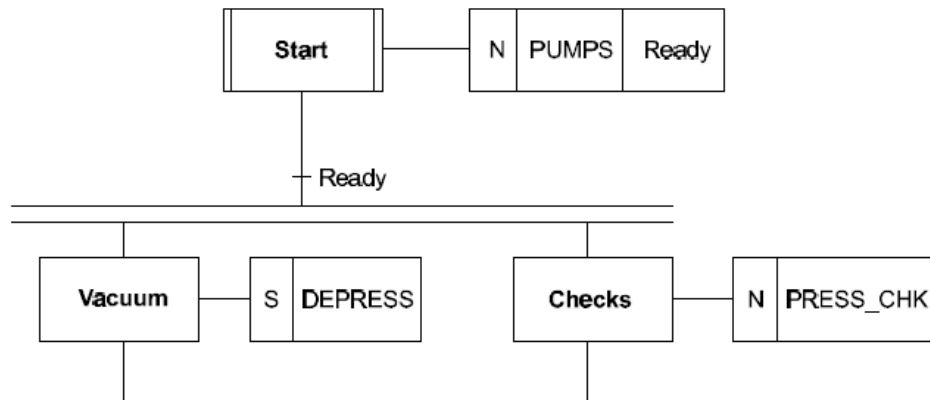 Start N PUMPS Ready
Ready
Vacuum S DEPRESS Checks N PRESS_CHK